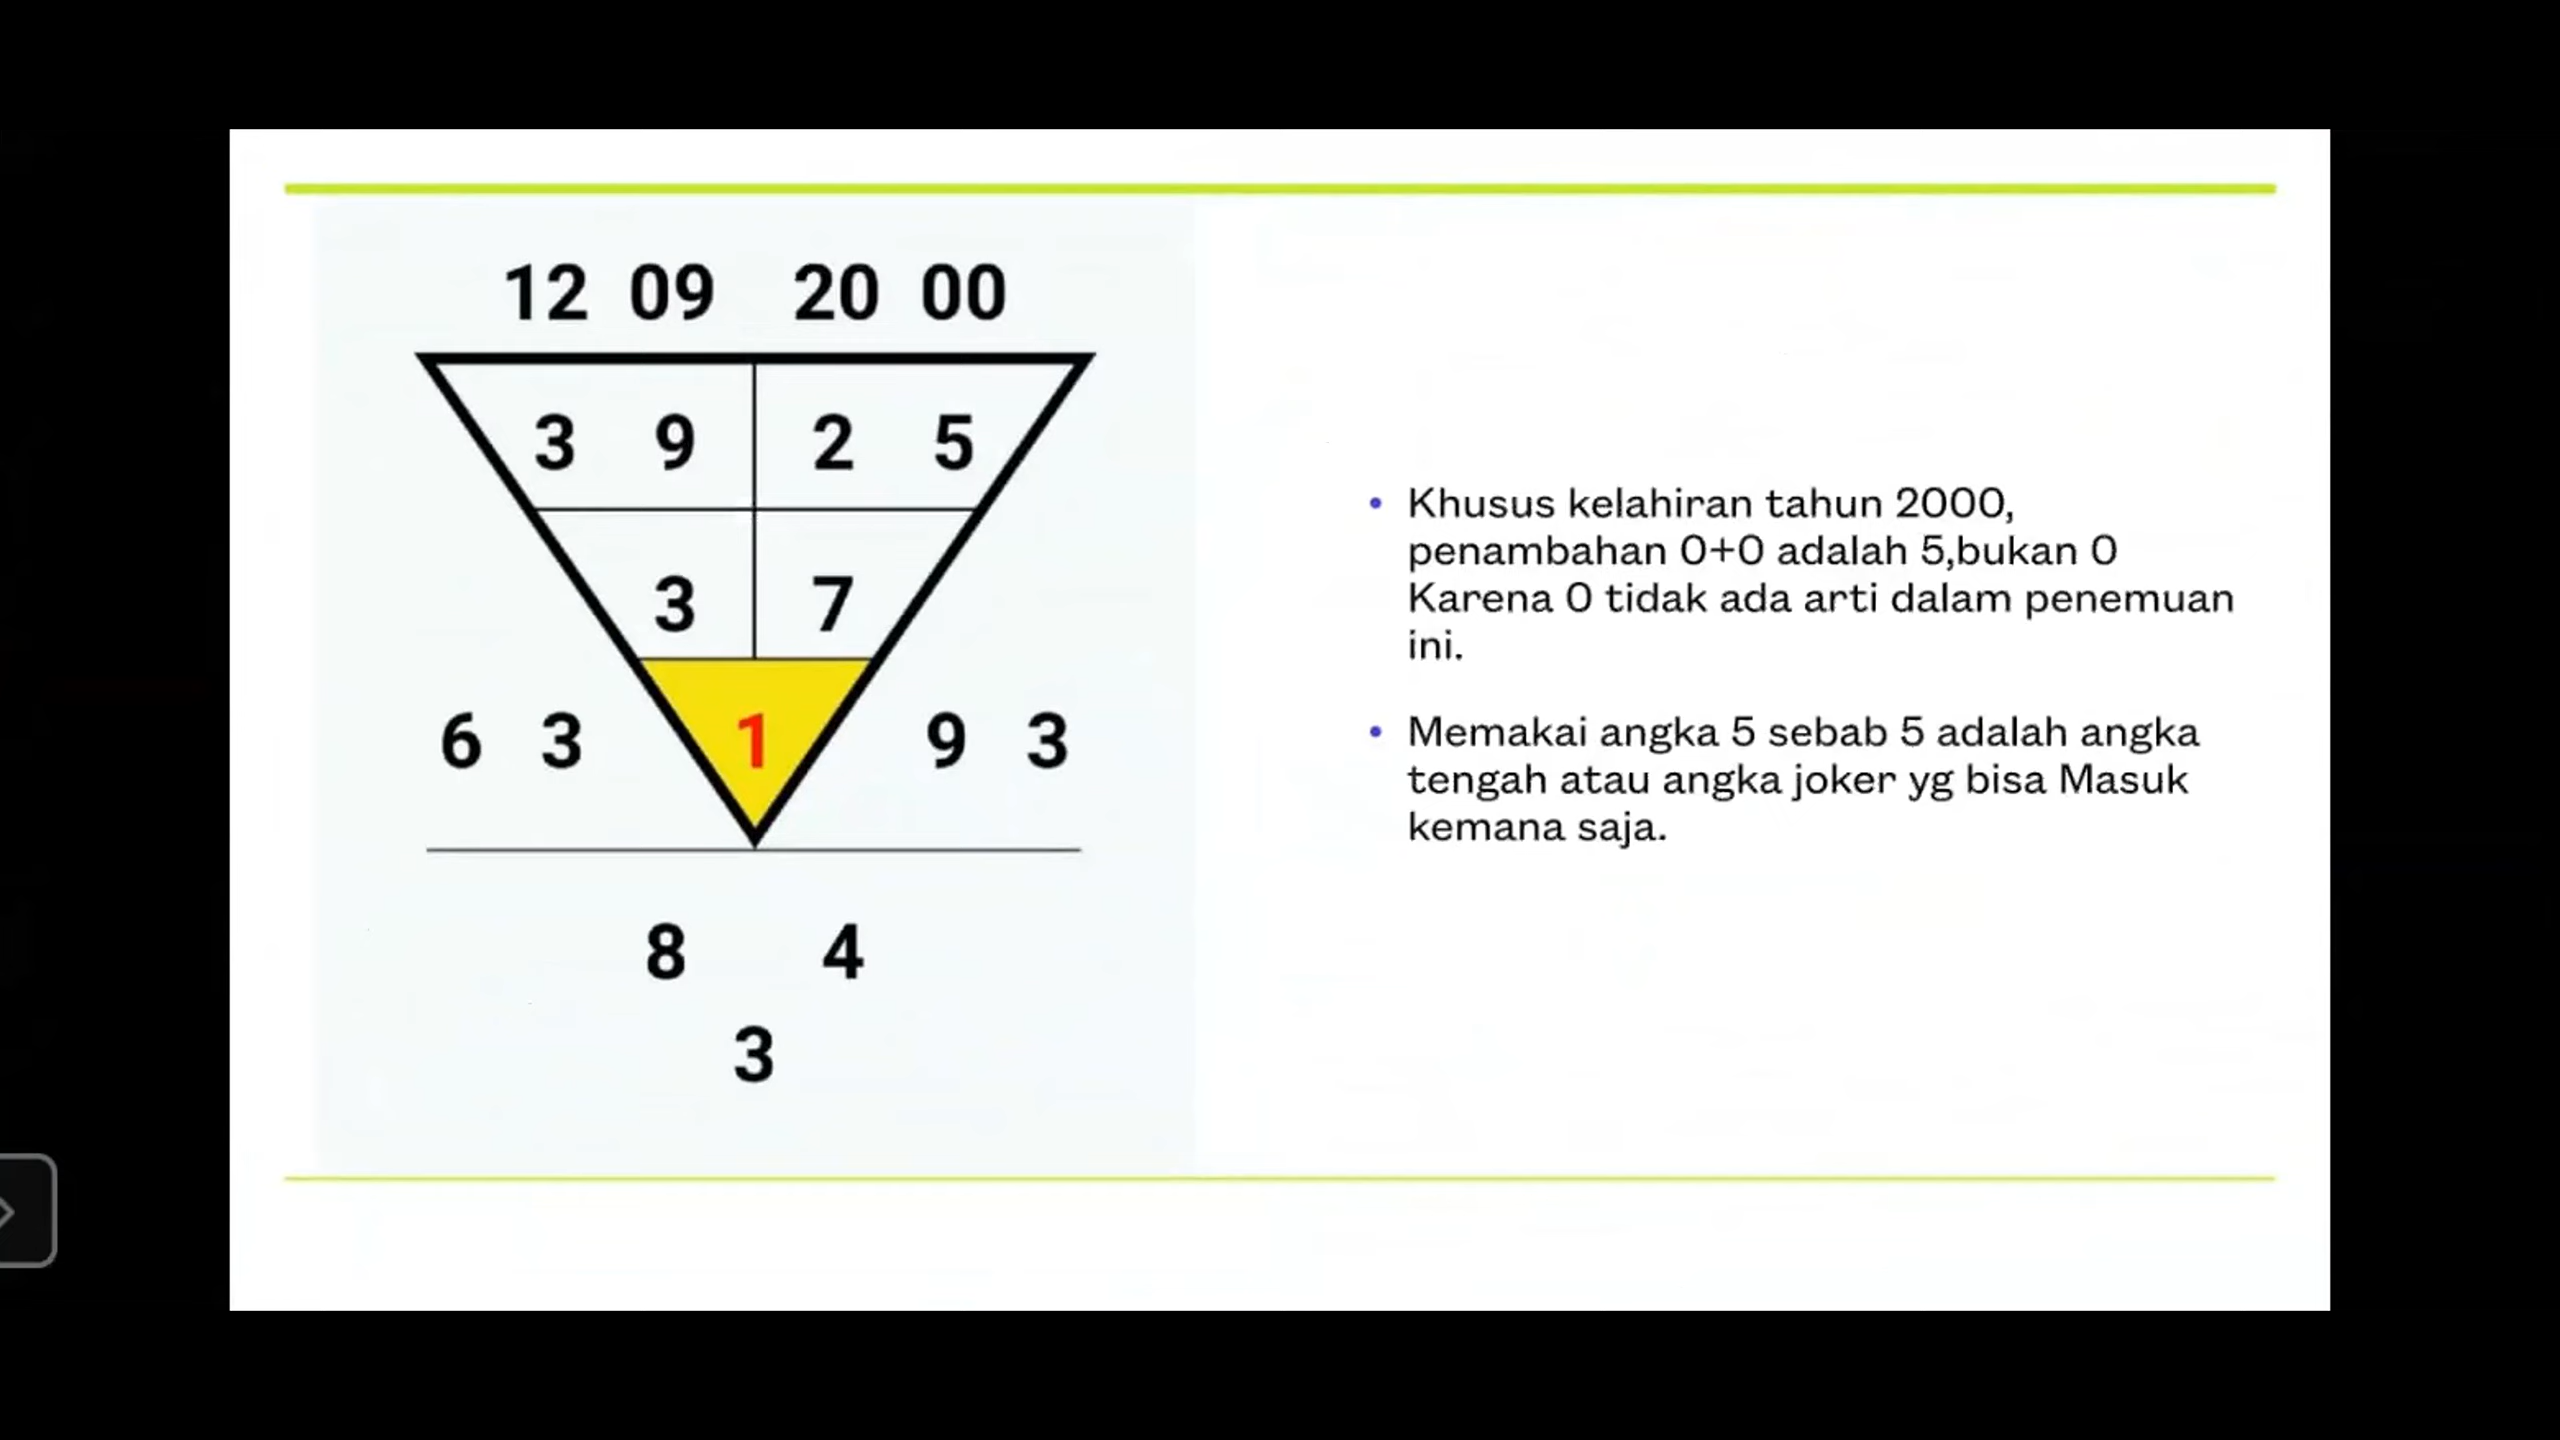 12 09 20 00
3 9 2 5
3 7
6 3 1 9 3
8 4
3
• Khusus kelahiran tahun 2000,
penambahan 0+0 adalah 5,bukan 0
Karena 0 tidak ada arti dalam penemuan
ini.
• Memakai angka 5 sebab 5 adalah angka
tengah atau angka joker yg bisa Masuk
kemana saja.